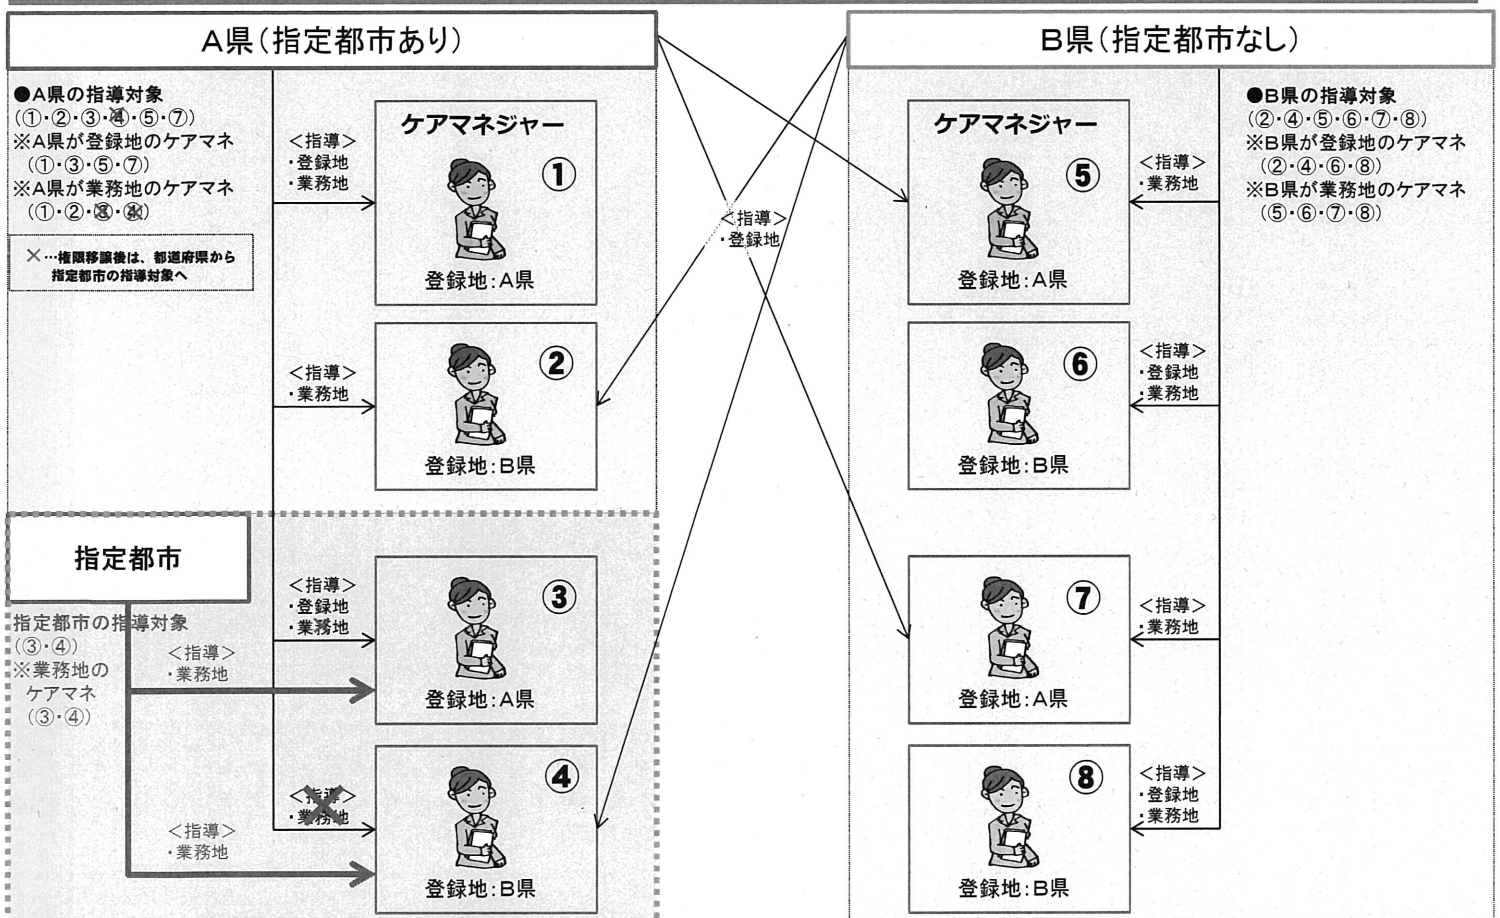 A県(指定都市あり)
●A県の指導対象
(①・②・③・④・⑤・⑦)
※A県が登録地のケアマネ
(①・③・⑤・⑦)
※A県が業務地のケアマネ
(①・②・③・④)
×…権限移譲後は、都道府県から
指定都市の指導対象へ
<指導>
・登録地
・業務地
ケアマネジャー
①
登録地:A県
<指導>
・業務地
②
登録地:B県
指定都市
指定都市の指導対象
(③・④)
※業務地の
ケアマネ
(③・④)
<指導>
・業務地
<指導>
・登録地
・業務地
③
登録地:A県
<指導>
・業務地
<指導>
・業務地
④
登録地:B県
<指導>
・登録地
B県(指定都市なし)
ケアマネジャー
⑤
登録地:A県
<指導>
・業務地
●B県の指導対象
(②・④・⑤・⑥・⑦・⑧)
※B県が登録地のケアマネ
(②・④・⑥・⑧)
※B県が業務地のケアマネ
(⑤・⑥・⑦・⑧)
⑥
登録地:B県
<指導>
・登録地
・業務地
⑦
登録地:A県
<指導>
・業務地
⑧
登録地:B県
<指導>
・登録地
・業務地